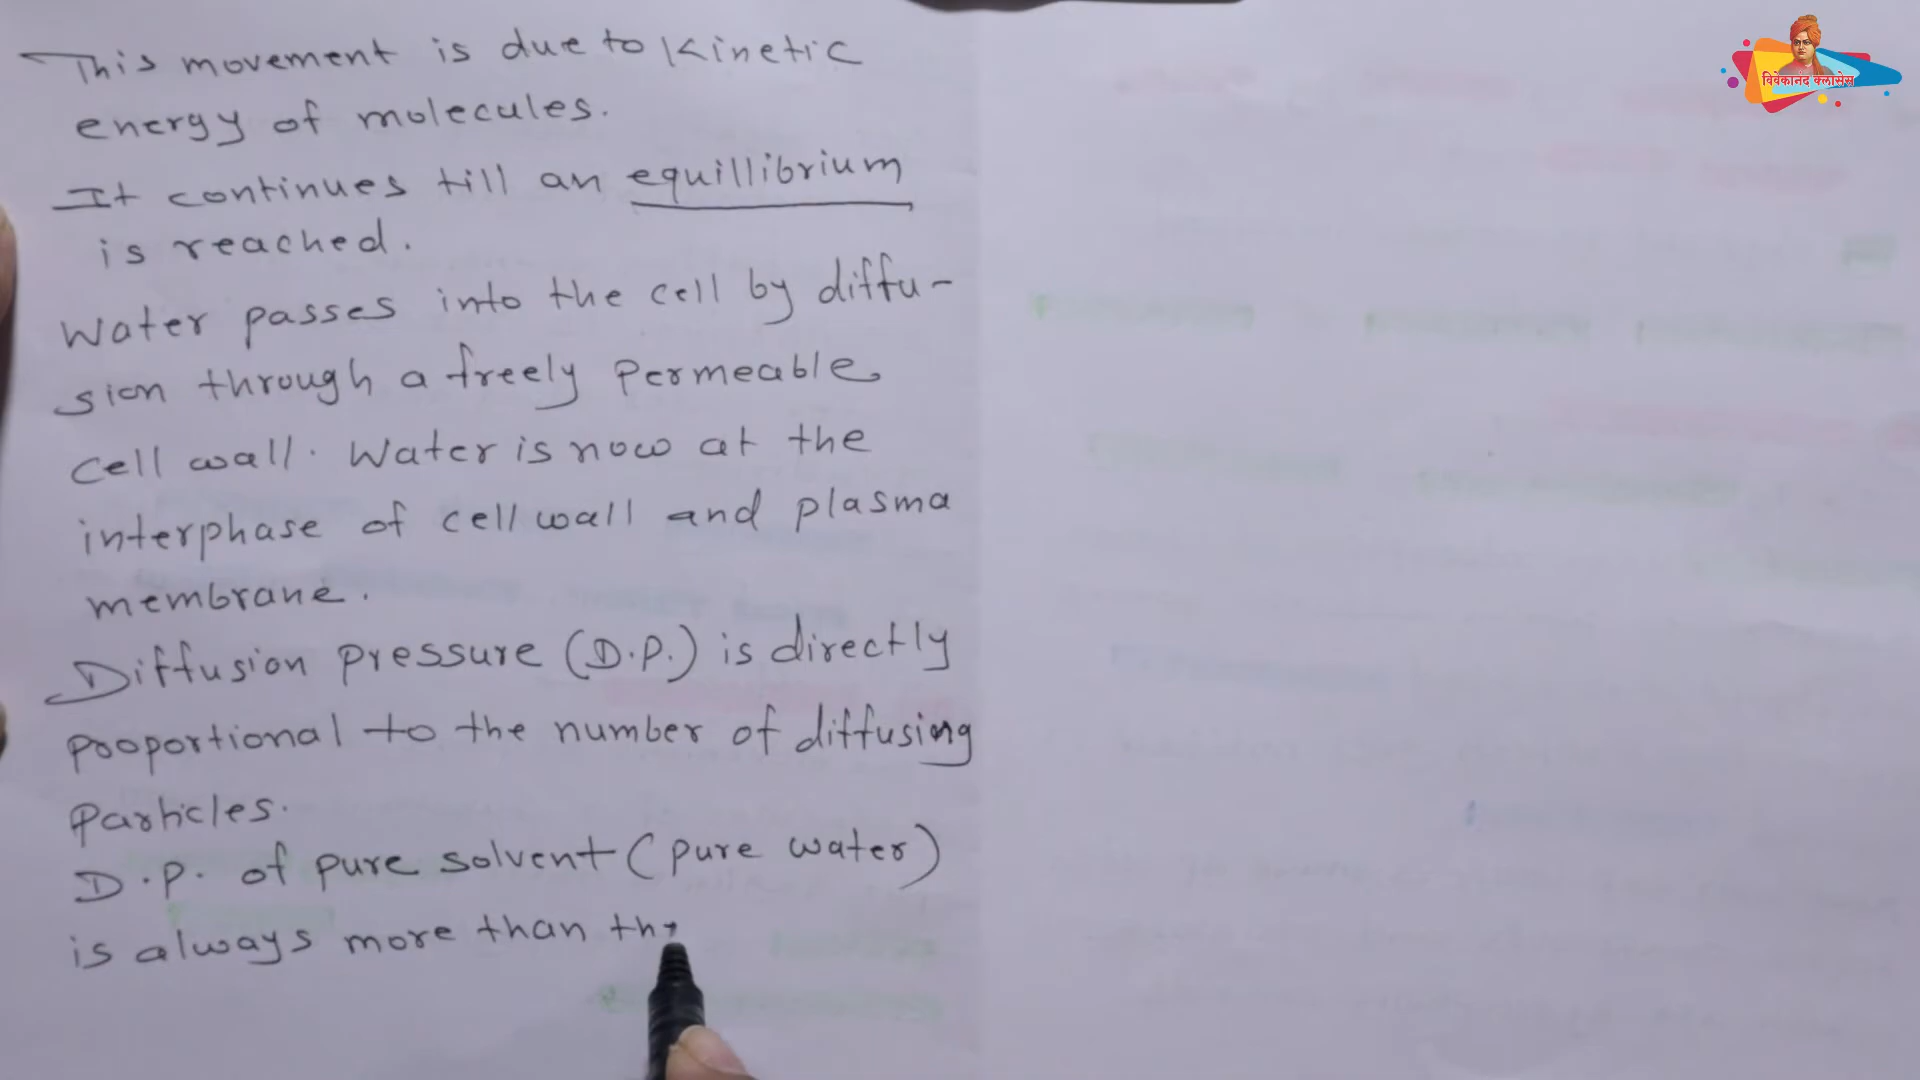 This movement is due to Kinetic
energy of molecules.
It continues till an equillibrium
is reached.
Water passes into the cell by diffu-
sion through a freely permeable
cell wall. Water is now at the
interphase of cell wall and plasma
membrane.
Diffusion pressure (D.P.) is directly
proportional to the number of diffusing
particles.
D.P. of pure solvent (pure water)
is always more than
विवेकानंद क्लासेस